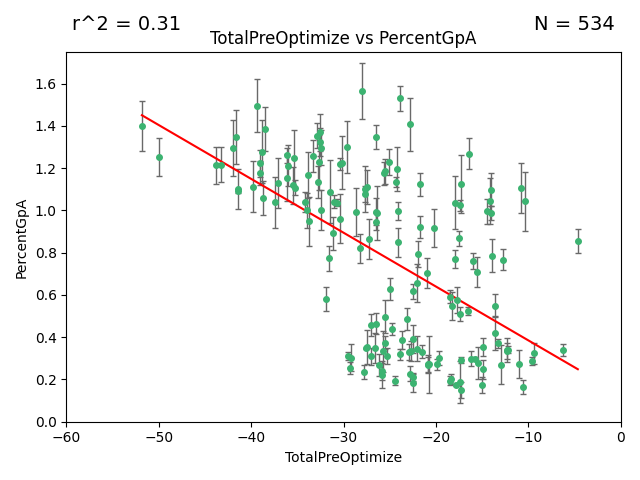 r^2 = 0.31 N = 534
TotalPreOptimize vs PercentGpA
1.6
1.4
1.2
1.0
0.8
0.6
0.4
0.2
0.0
PercentGpA
−60 −50 −40 −30 −20 −10 0
TotalPreOptimize